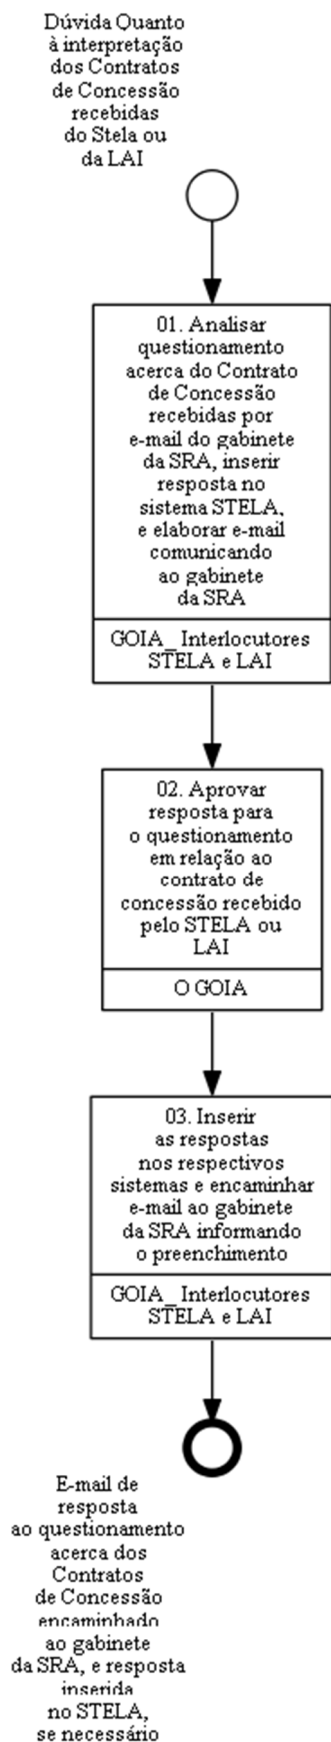 Dúvida Quanto
à interpretação
dos Contratos
de Concessão
recebidas
do Stela ou
da LAI
01. Analisar
questionamento
acerca do Contrato
de Concessão
recebidas por
e-mail do gabinete
da SRA, inserir
resposta no
sistema STELA,
e elaborar e-mail
comunicando
ao gabinete
da SRA
GOIA_ Interlocutores
STELA e LAI
02. Aprovar
resposta para
o questionamento
em relação ao
contrato de
concessão recebido
pelo STELA ou
LAI
O GOIA
03. Inserir
as respostas
nos respectivos
sistemas e encaminhar
e-mail ao gabinete
da SRA informando
o preenchimento
GOIA_ Interlocutores
STELA e LAI
E-mail de
resposta
ao questionamento
acerca dos
Contratos
de Concessão
encaminhado
ao gabinete
da SRA, e resposta
inserida
no STELA,
se necessário